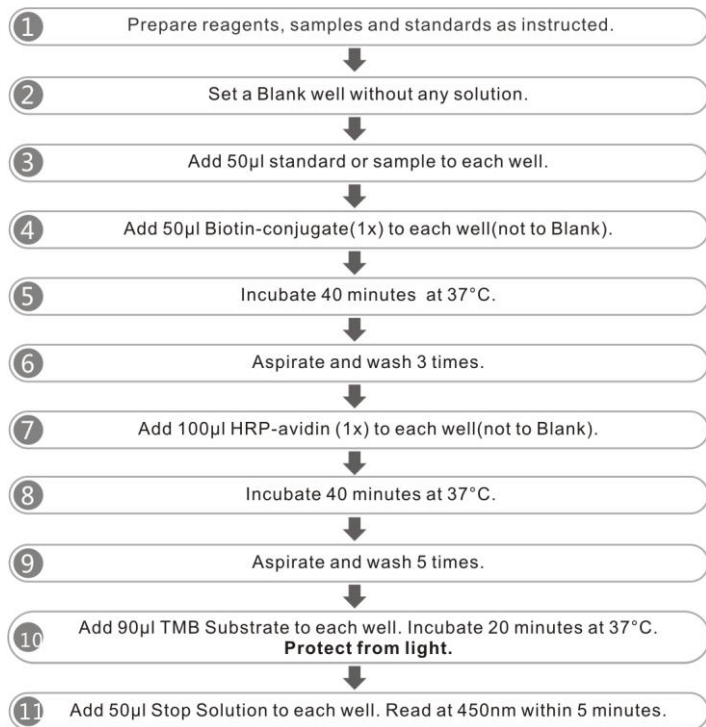 1 Prepare reagents, samples and standards as instructed.
2 Set a Blank well without any solution.
3 Add 50µl standard or sample to each well.
4 Add 50µl Biotin-conjugate(1x) to each well(not to Blank).
5 Incubate 40 minutes at 37°C.
6 Aspirate and wash 3 times.
7 Add 100µl HRP-avidin (1x) to each well(not to Blank).
8 Incubate 40 minutes at 37°C.
9 Aspirate and wash 5 times.
10 Add 90µl TMB Substrate to each well. Incubate 20 minutes at 37°C.
Protect from light.
11 Add 50µl Stop Solution to each well. Read at 450nm within 5 minutes.